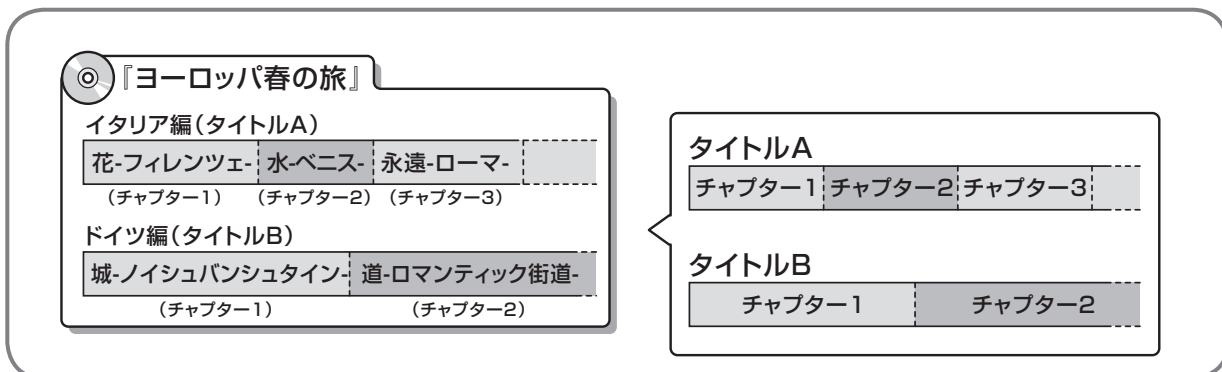 『ヨーロッパ春の旅』
イタリア編(タイトルA)
花-フィレンツェ- 水-ベニス- 永遠-ローマ-
(チャプター1) (チャプター2) (チャプター3)
ドイツ編(タイトルB)
城-ノイシュバンシュタイン- 道-ロマンティック街道-
(チャプター1) (チャプター2)
タイトルA
チャプター1 チャプター2 チャプター3
タイトルB
チャプター1 チャプター2